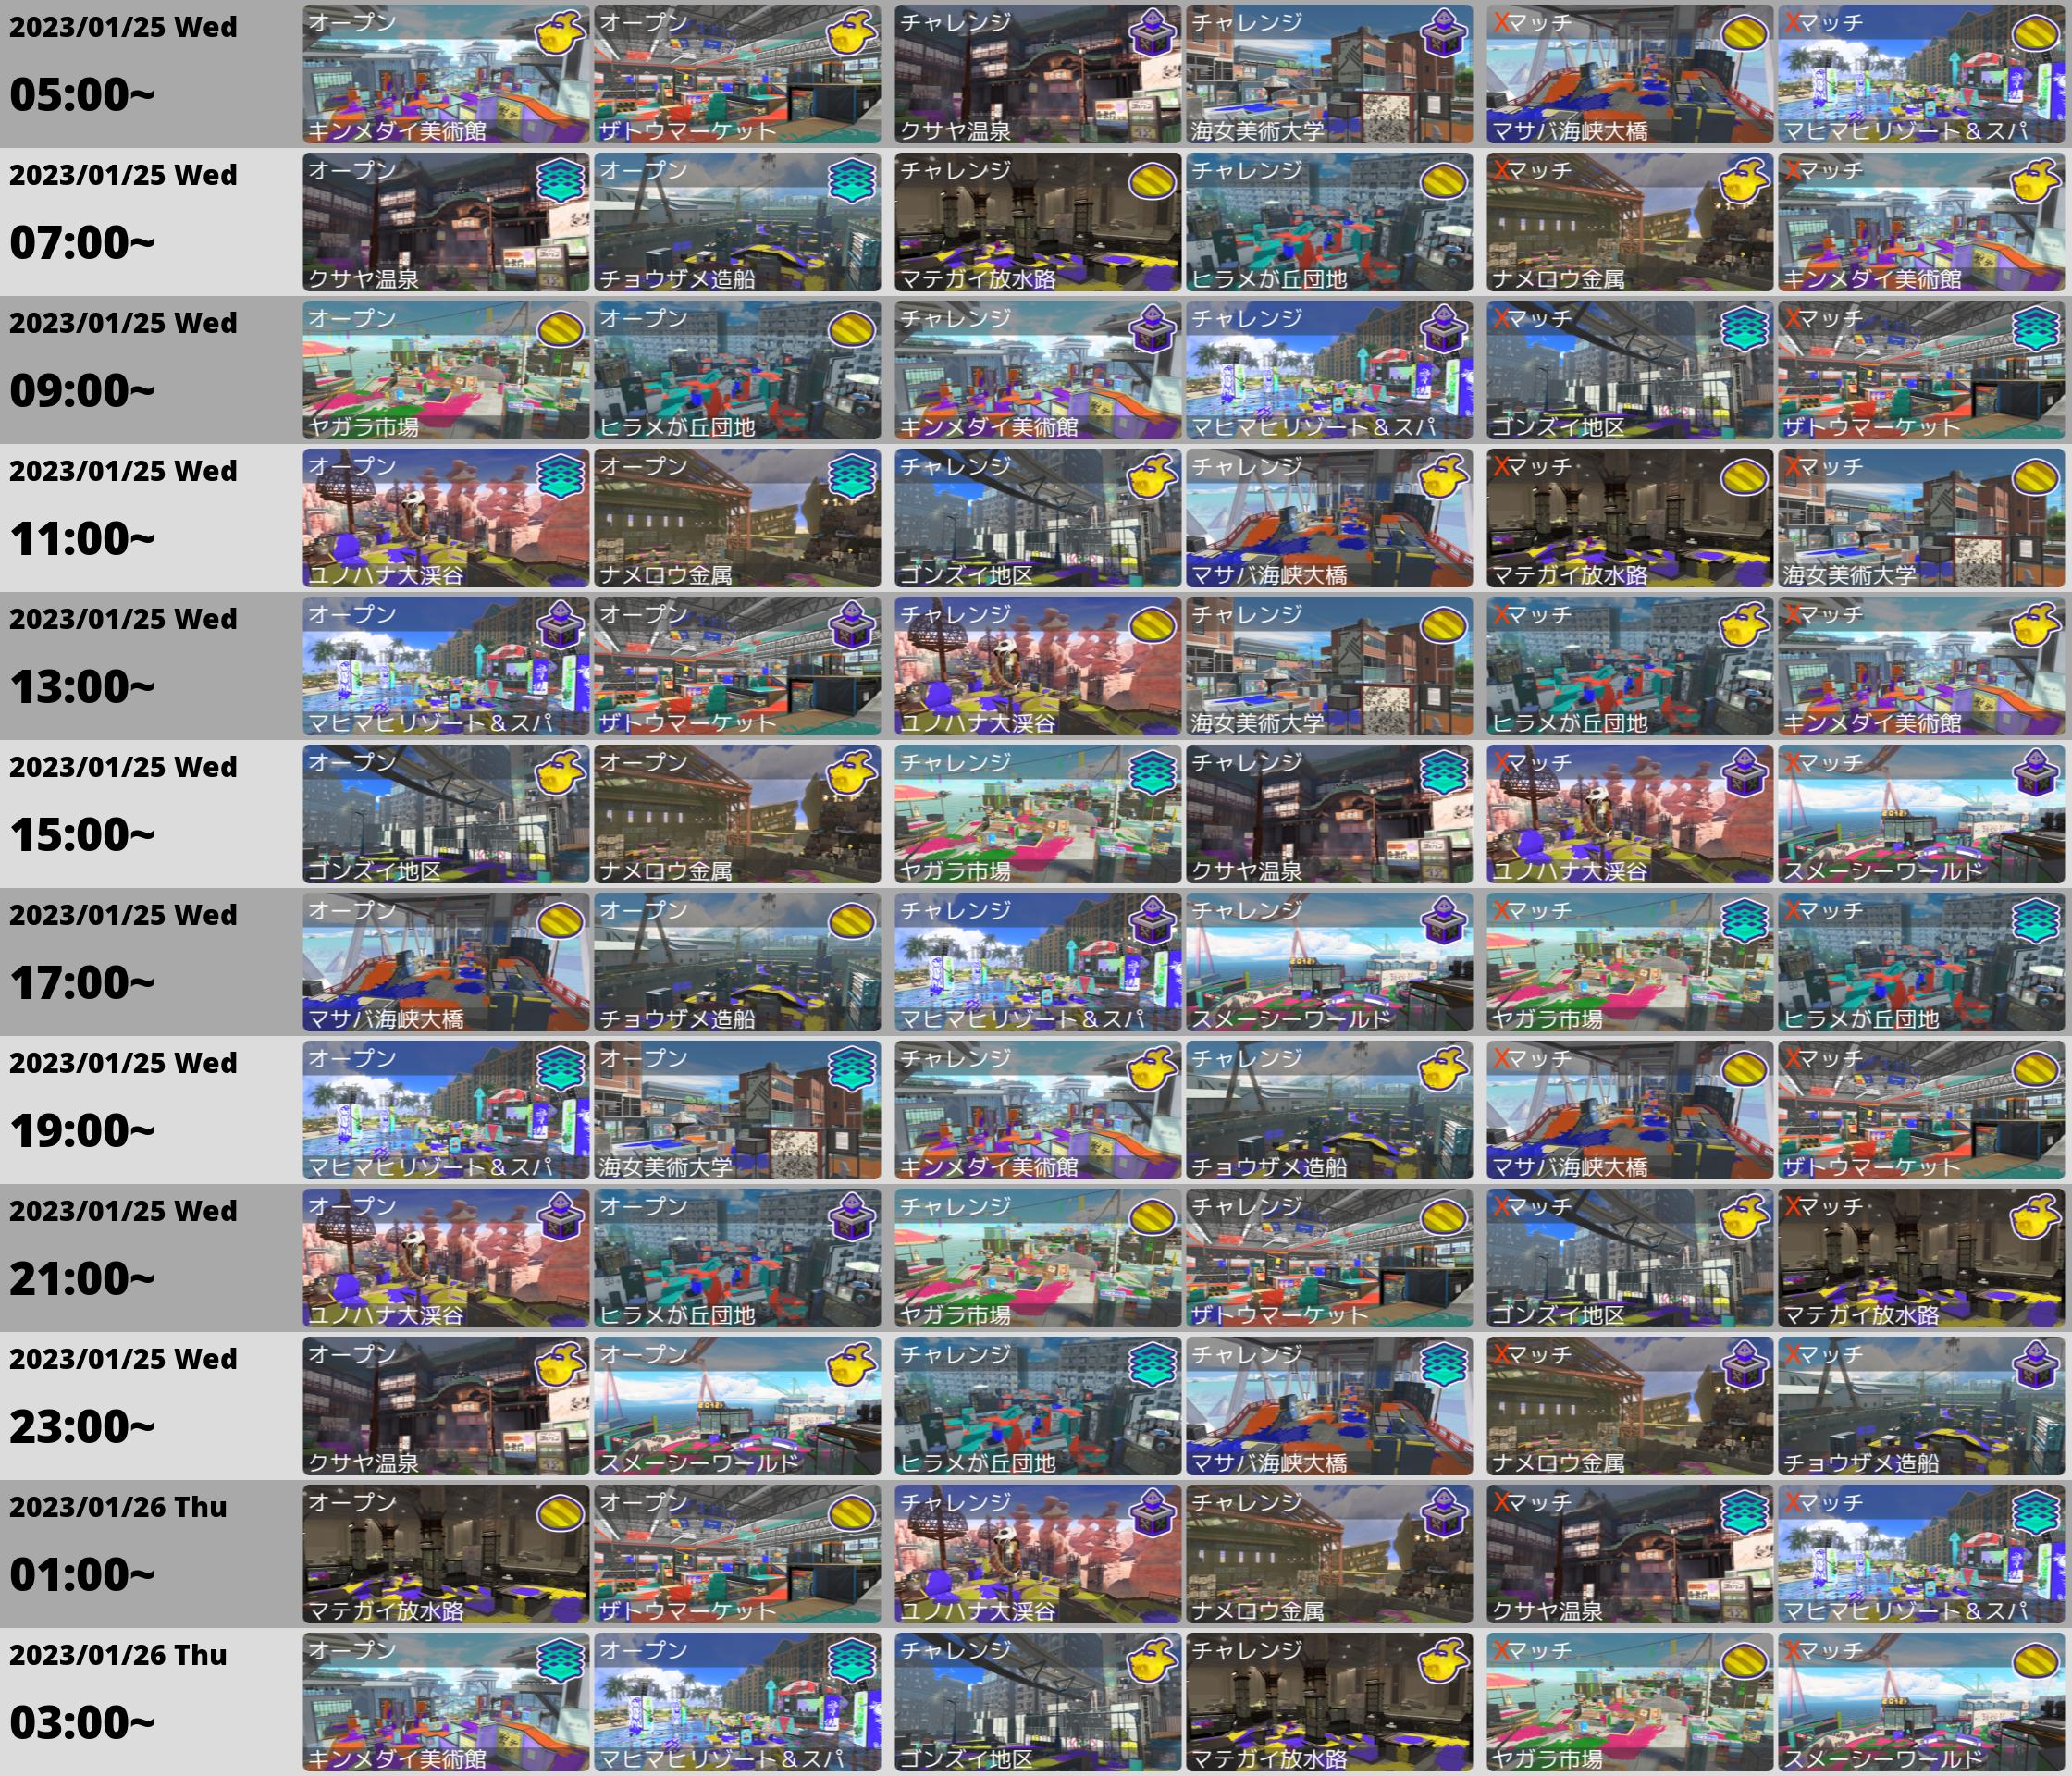 2023/01/25 Wed
05:00~
オープン オープン チャレンジ チャレンジ Xマッチ Xマッチ
キンメダイ美術館 ザトウマーケット クサヤ温泉 海女美術大学 マサバ海峡大橋 マヒマヒリゾート＆スパ
2023/01/25 Wed
07:00~
オープン オープン チャレンジ チャレンジ Xマッチ Xマッチ
クサヤ温泉 チョウザメ造船 マテガイ放水路 ヒラメが丘団地 ナメロウ金属 キンメダイ美術館
2023/01/25 Wed
09:00~
オープン オープン チャレンジ チャレンジ Xマッチ Xマッチ
ヤガラ市場 ヒラメが丘団地 キンメダイ美術館 マヒマヒリゾート＆スパ ゴンズイ地区 ザトウマーケット
2023/01/25 Wed
11:00~
オープン オープン チャレンジ チャレンジ Xマッチ Xマッチ
ユノハナ大渓谷 ナメロウ金属 ゴンズイ地区 マサバ海峡大橋 マテガイ放水路 海女美術大学
2023/01/25 Wed
13:00~
オープン オープン チャレンジ チャレンジ Xマッチ Xマッチ
マヒマヒリゾート＆スパ ザトウマーケット ユノハナ大渓谷 海女美術大学 ヒラメが丘団地 キンメダイ美術館
2023/01/25 Wed
15:00~
オープン オープン チャレンジ チャレンジ Xマッチ Xマッチ
ゴンズイ地区 ナメロウ金属 ヤガラ市場 クサヤ温泉 ユノハナ大渓谷 スメーシーワールド
2023/01/25 Wed
17:00~
オープン オープン チャレンジ チャレンジ Xマッチ Xマッチ
マサバ海峡大橋 チョウザメ造船 マヒマヒリゾート＆スパ スメーシーワールド ヤガラ市場 ヒラメが丘団地
2023/01/25 Wed
19:00~
オープン オープン チャレンジ チャレンジ Xマッチ Xマッチ
マヒマヒリゾート＆スパ 海女美術大学 キンメダイ美術館 チョウザメ造船 マサバ海峡大橋 ザトウマーケット
2023/01/25 Wed
21:00~
オープン オープン チャレンジ チャレンジ Xマッチ Xマッチ
ユノハナ大渓谷 ヒラメが丘団地 ヤガラ市場 ザトウマーケット ゴンズイ地区 マテガイ放水路
2023/01/25 Wed
23:00~
オープン オープン チャレンジ チャレンジ Xマッチ Xマッチ
クサヤ温泉 スメーシーワールド ヒラメが丘団地 マサバ海峡大橋 ナメロウ金属 チョウザメ造船
2023/01/26 Thu
01:00~
オープン オープン チャレンジ チャレンジ Xマッチ Xマッチ
マテガイ放水路 ザトウマーケット ユノハナ大渓谷 ナメロウ金属 クサヤ温泉 マヒマヒリゾート＆スパ
2023/01/26 Thu
03:00~
オープン オープン チャレンジ チャレンジ Xマッチ Xマッチ
キンメダイ美術館 マヒマヒリゾート＆スパ ゴンズイ地区 マテガイ放水路 ヤガラ市場 スメーシーワールド